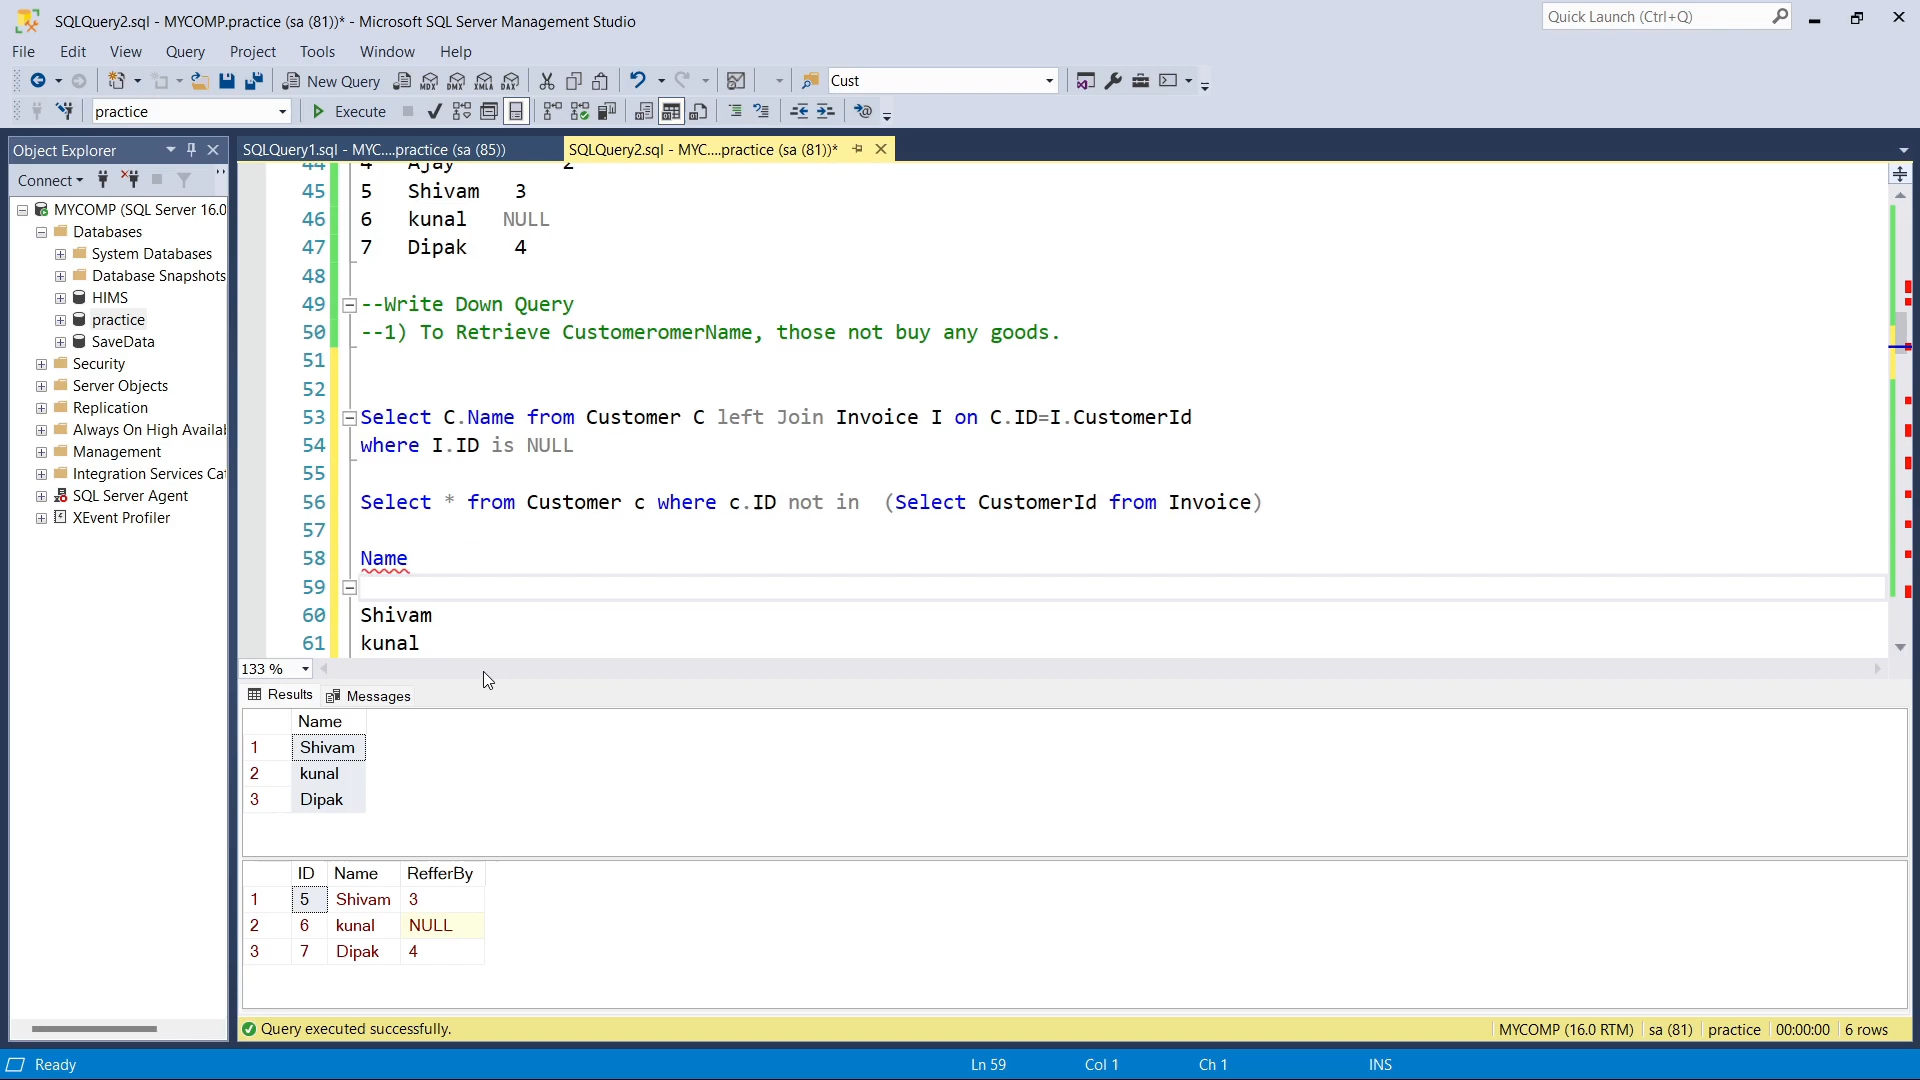 SQLQuery2.sql - MYCOMP.practice (sa (81))* - Microsoft SQL Server Management Studio
Quick Launch (Ctrl+Q)
File Edit View Query Project Tools Window Help
New Query MDX DMX XMLA DAX Cust
practice Execute
Object Explorer
SQLQuery1.sql - MYC....practice (sa (85))
SQLQuery2.sql - MYC....practice (sa (81))*
Connect
MYCOMP (SQL Server 16.0
Databases
System Databases
Database Snapshots
HIMS
practice
SaveData
Security
Server Objects
Replication
Always On High Availa
Management
Integration Services Ca
SQL Server Agent
XEvent Profiler
44 4 Ajay 2
45 5 Shivam 3
46 6 kunal NULL
47 7 Dipak 4
48
49 --Write Down Query
50 --1) To Retrieve CustomeromerName, those not buy any goods.
51
52
53 Select C.Name from Customer C left Join Invoice I on C.ID=I.CustomerId
54 where I.ID is NULL
55
56 Select * from Customer c where c.ID not in (Select CustomerId from Invoice)
57
58 Name
59
60 Shivam
61 kunal
133 %
Results Messages
Name
1 Shivam
2 kunal
3 Dipak
ID Name RefferBy
1 5 Shivam 3
2 6 kunal NULL
3 7 Dipak 4
Query executed successfully.
MYCOMP (16.0 RTM) sa (81) practice 00:00:00 6 rows
Ready Ln 59 Col 1 Ch 1 INS